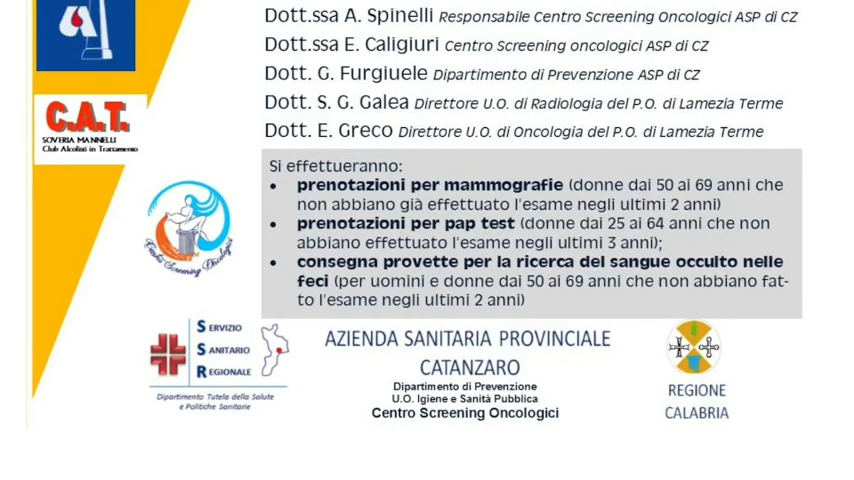 Dott.ssa A. Spinelli Responsabile Centro Screening Oncologici ASP di CZ
Dott.ssa E. Caligiuri Centro Screening oncologici ASP di CZ
Dott. G. Furgiuele Dipartimento di Prevenzione ASP di CZ
Dott. S. G. Galea Direttore U.O. di Radiologia del P.O. di Lamezia Terme
Dott. E. Greco Direttore U.O. di Oncologia del P.O. di Lamezia Terme
C.A.T.
SOVERIA MANNELLI
Club Alcolisti in Trattamento
Si effettueranno:
• prenotazioni per mammografie (donne dai 50 ai 69 anni che
non abbiano già effettuato l'esame negli ultimi 2 anni)
• prenotazioni per pap test (donne dai 25 ai 64 anni che non
abbiano effettuato l'esame negli ultimi 3 anni);
• consegna provette per la ricerca del sangue occulto nelle
feci (per uomini e donne dai 50 ai 69 anni che non abbiano fat-
to l'esame negli ultimi 2 anni)
Centro Screening Oncologici
SERVIZIO
SANITARIO
REGIONALE
Dipartimento Tutela della Salute
e Politiche Sanitarie
AZIENDA SANITARIA PROVINCIALE
CATANZARO
Dipartimento di Prevenzione
U.O. Igiene e Sanità Pubblica
Centro Screening Oncologici
REGIONE
CALABRIA